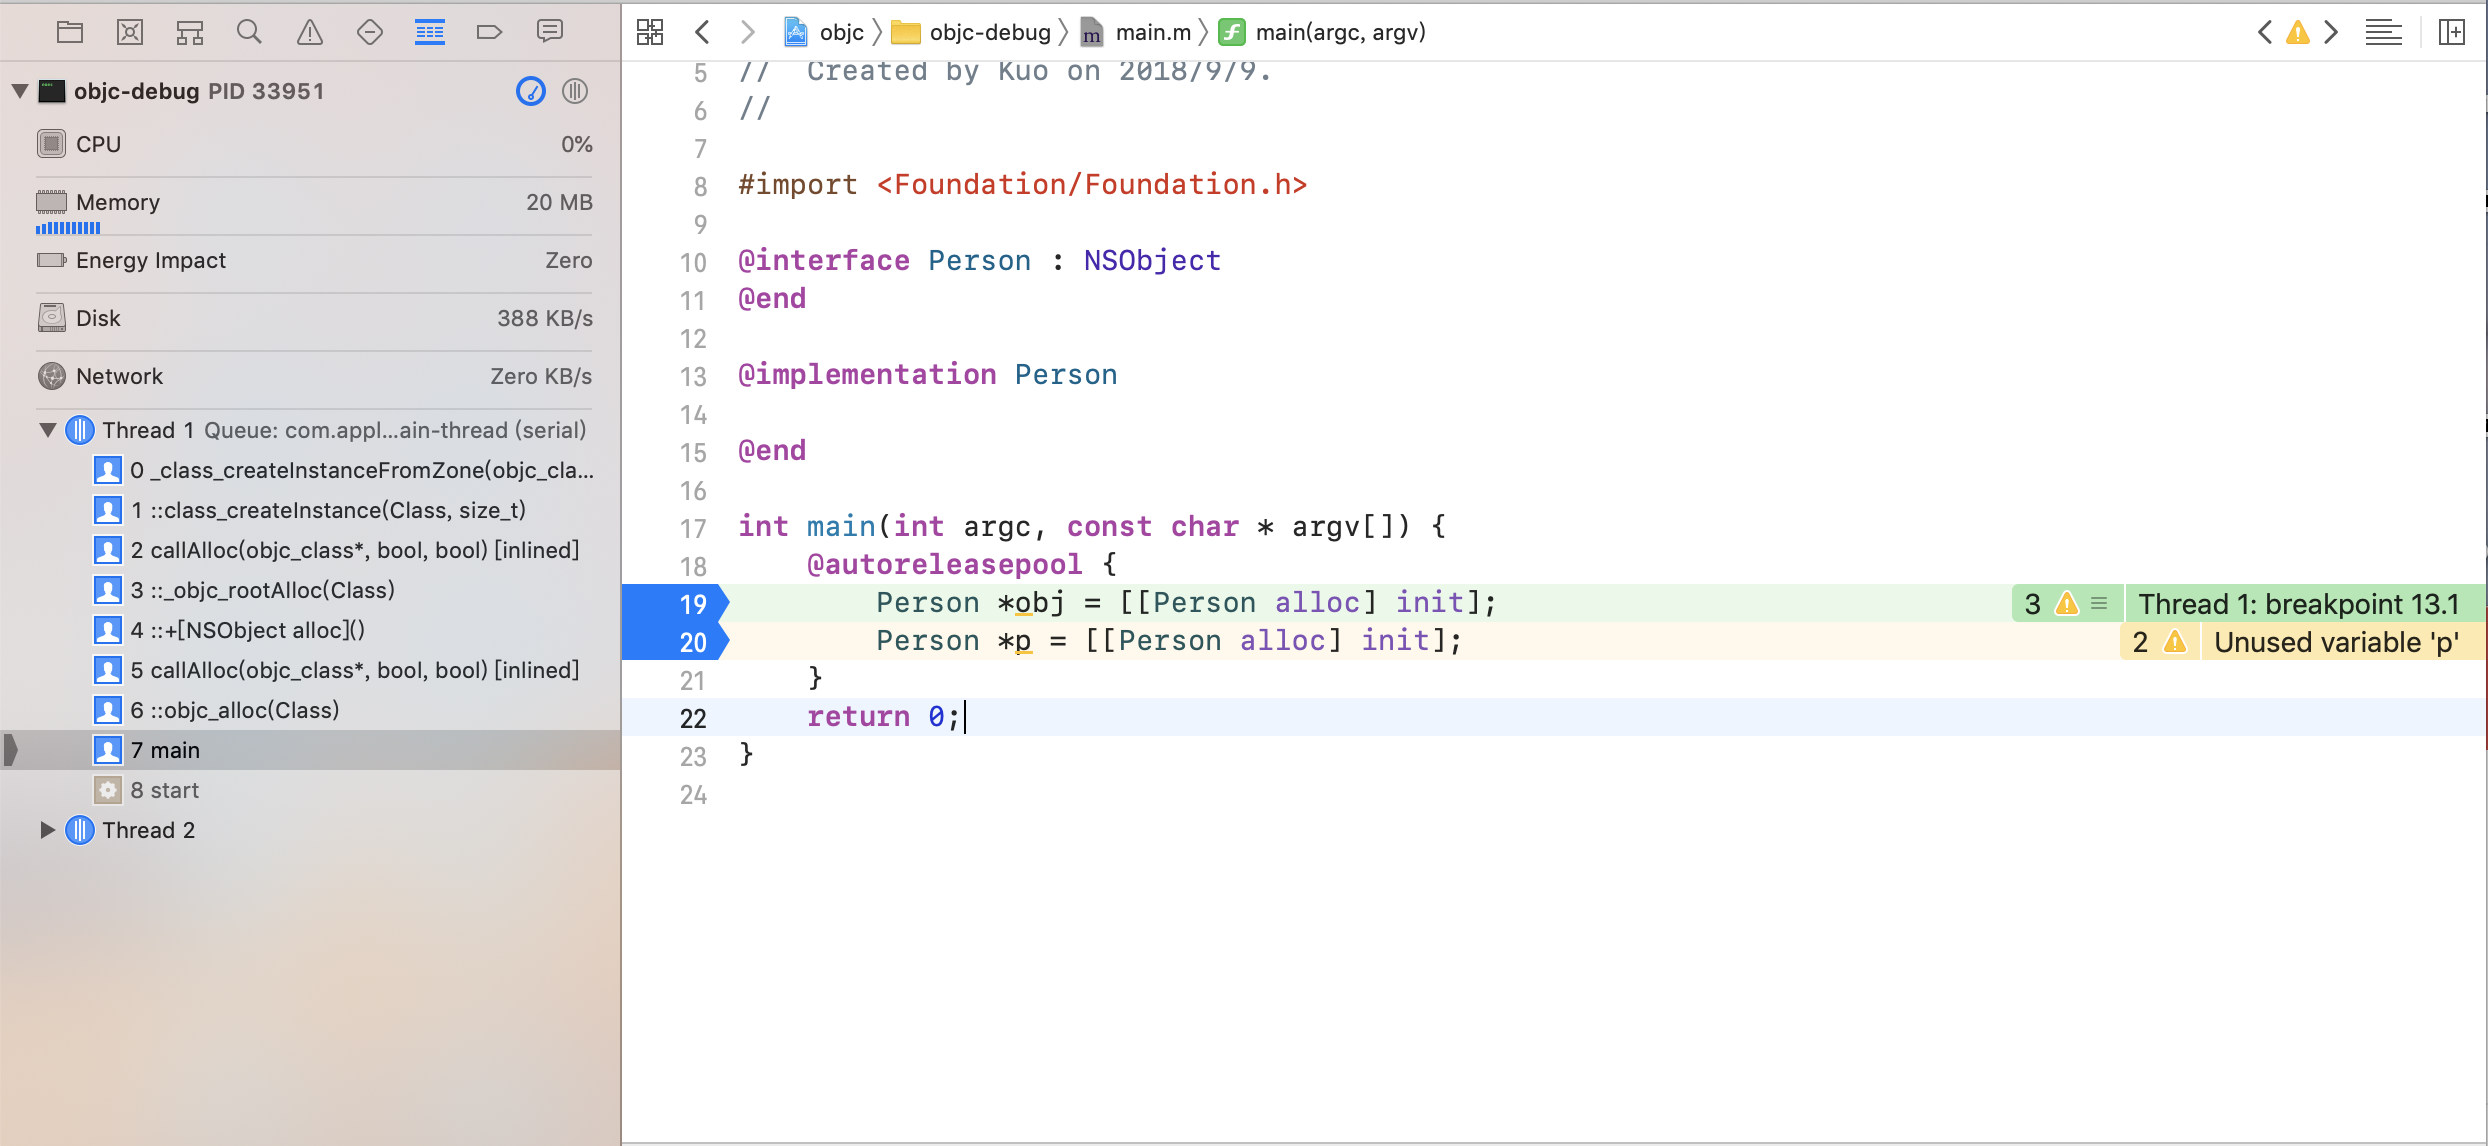 objc-debug PID 33951
CPU 0%
Memory 20 MB
Energy Impact Zero
Disk 388 KB/s
Network Zero KB/s
Thread 1 Queue: com.appl...ain-thread (serial)
0 _class_createInstanceFromZone(objc_cla...
1 ::class_createInstance(Class, size_t)
2 callAlloc(objc_class*, bool, bool) [inlined]
3 ::_objc_rootAlloc(Class)
4 ::+[NSObject alloc]()
5 callAlloc(objc_class*, bool, bool) [inlined]
6 ::objc_alloc(Class)
7 main
8 start
Thread 2
objc objc-debug m main.m f main(argc, argv)
5 //  Created by Kuo on 2018/9/9.
6 //
7
8 #import <Foundation/Foundation.h>
9
10 @interface Person : NSObject
11 @end
12
13 @implementation Person
14
15 @end
16
17 int main(int argc, const char * argv[]) {
18     @autoreleasepool {
19         Person *obj = [[Person alloc] init]; 3 Thread 1: breakpoint 13.1
20         Person *p = [[Person alloc] init]; 2 Unused variable 'p'
21     }
22     return 0;
23 }
24